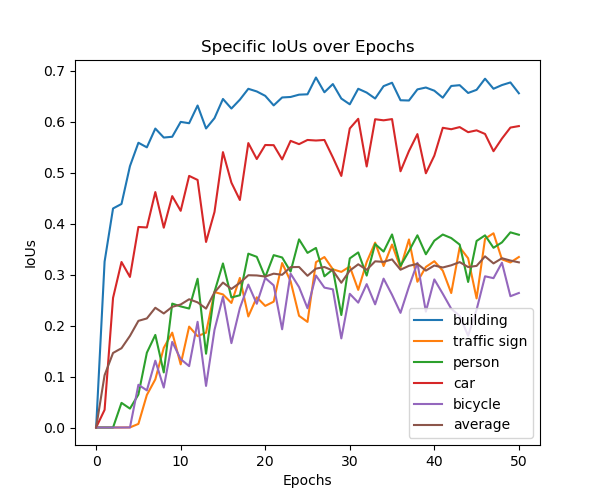 Specific IoUs over Epochs
IoUs
0.7
0.6
0.5
0.4
0.3
0.2
0.1
0.0
0
10
20
30
40
50
Epochs
building
traffic sign
person
car
bicycle
average